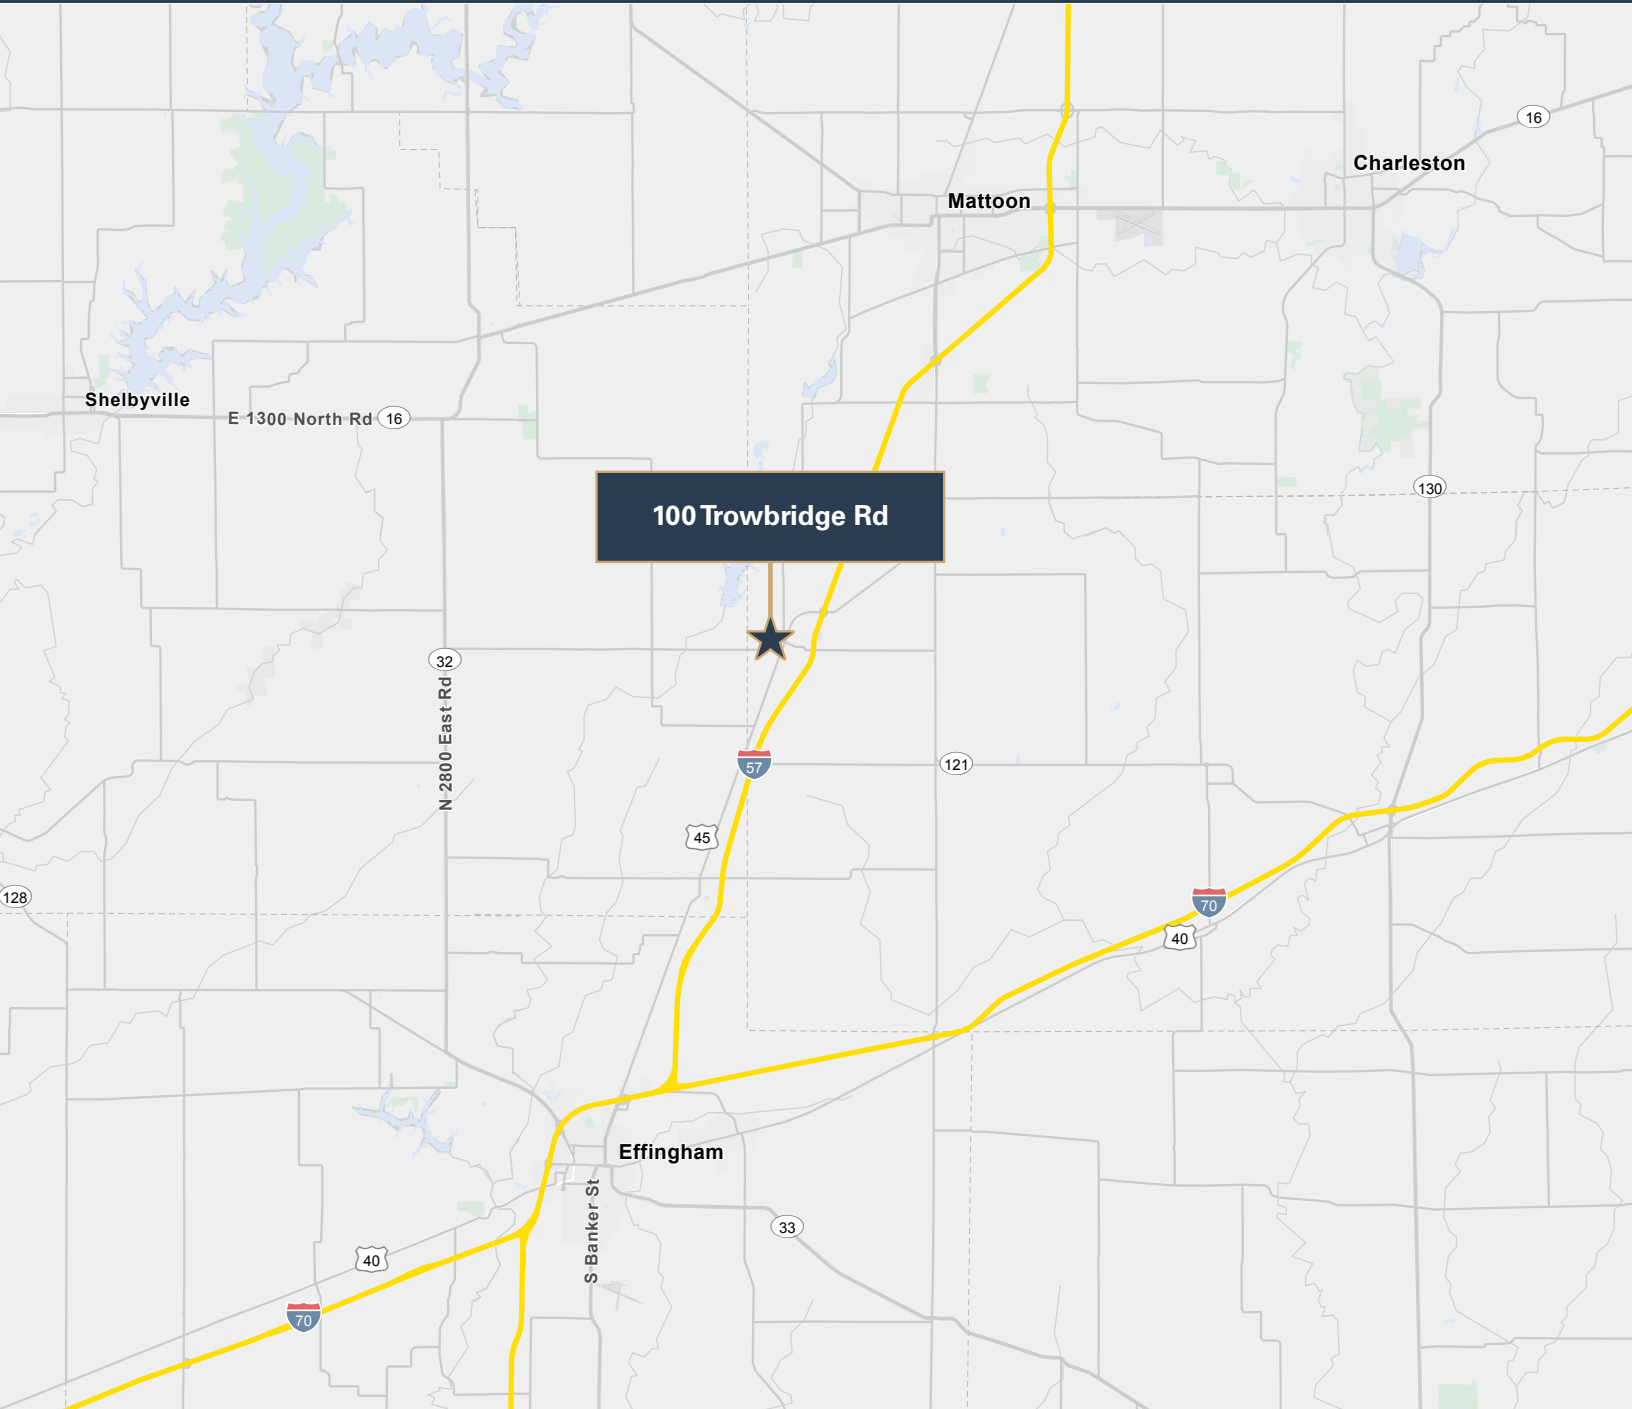 16
Charleston
Mattoon
Shelbyville
E 1300 North Rd
16
130
100 Trowbridge Rd
32
N 2800 East Rd
57
121
45
128
70
40
Effingham
S Banker St
33
40
70